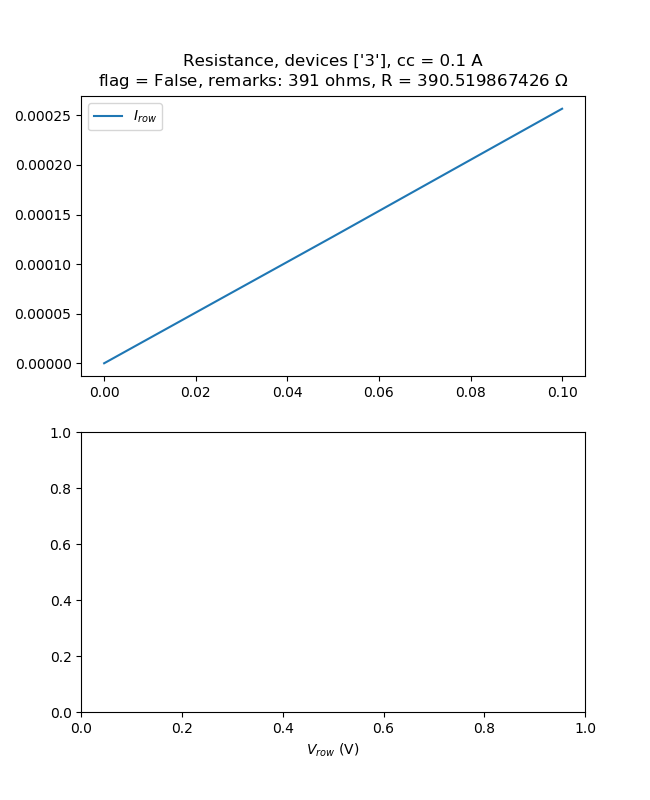 Resistance, devices ['3'], cc = 0.1 A
flag = False, remarks: 391 ohms, R = 390.519867426 Ω
I_row
0.00025
0.00020
0.00015
0.00010
0.00005
0.00000
0.00 0.02 0.04 0.06 0.08 0.10
1.0
0.8
0.6
0.4
0.2
0.0
0.0 0.2 0.4 0.6 0.8 1.0
V_row (V)